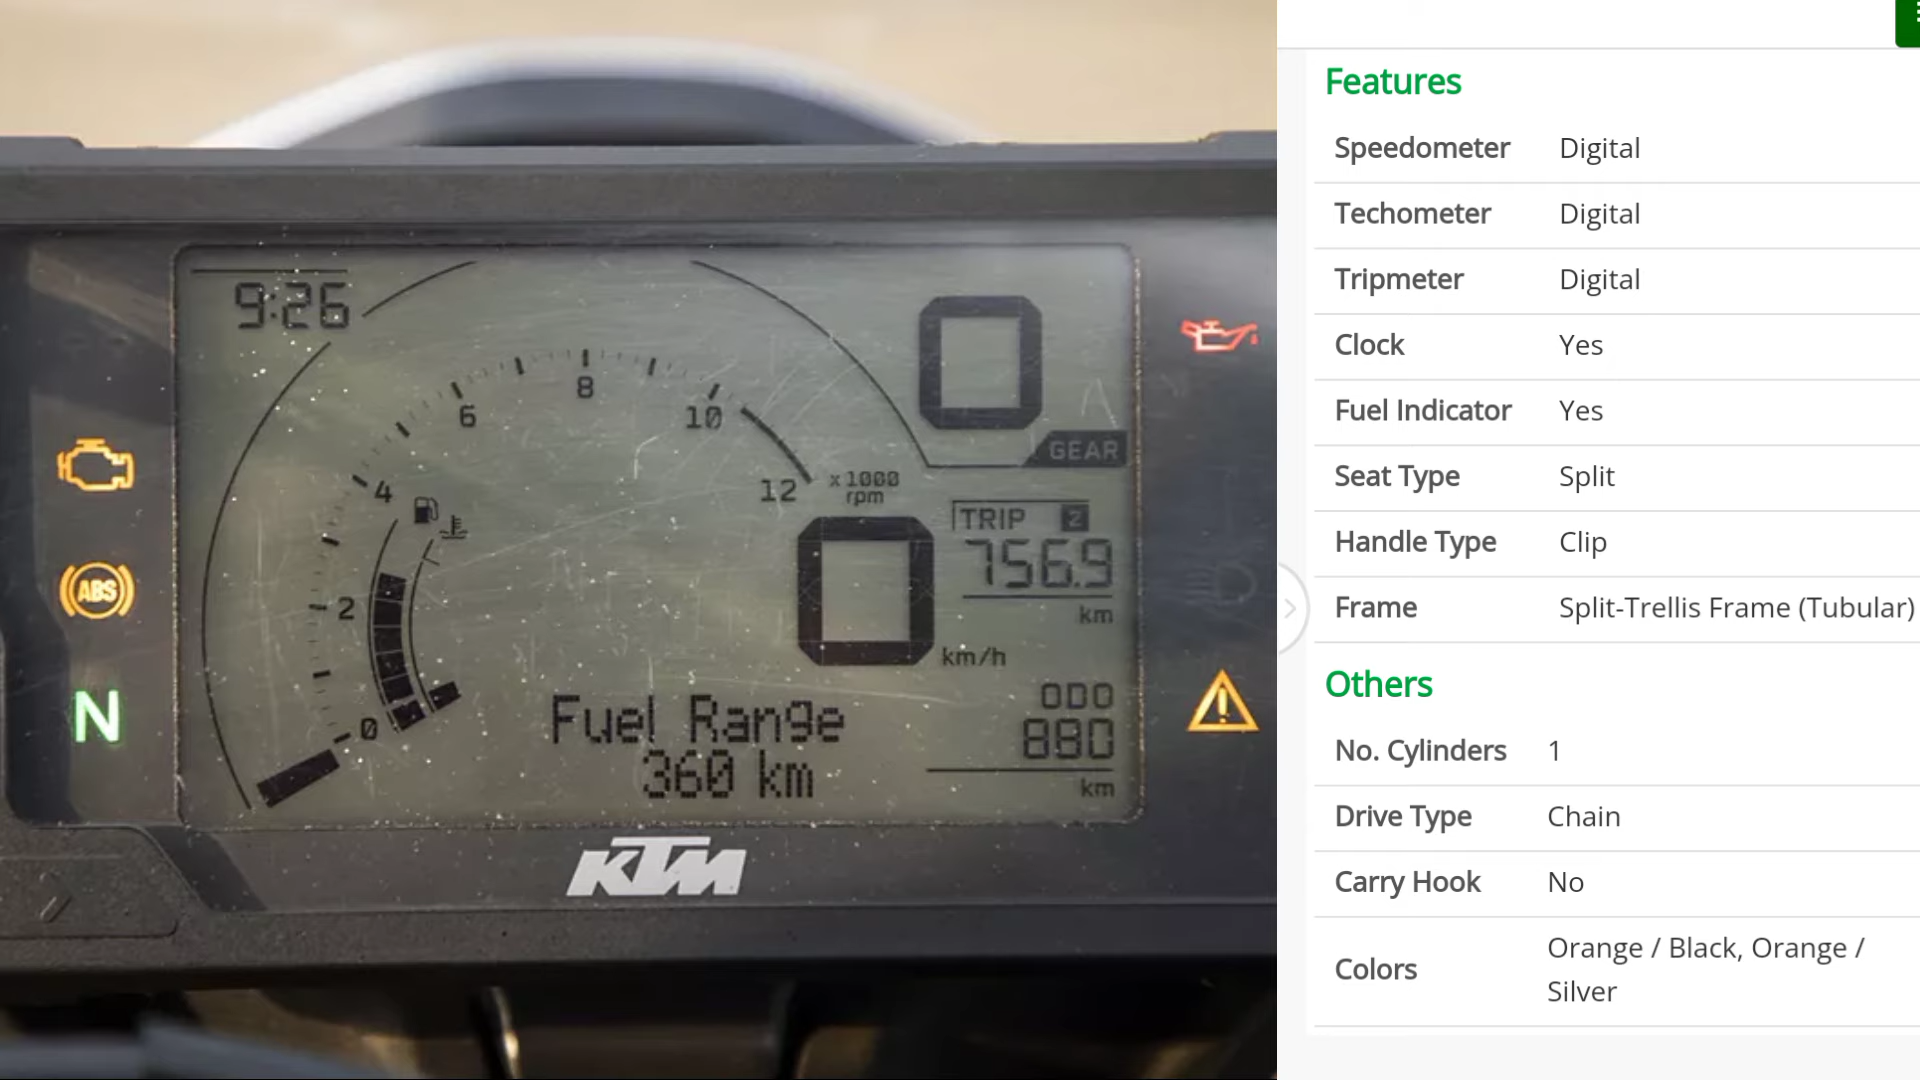 9:26
0
GEAR
0 2 4 6 8 10 12
x1000
rpm
TRIP 2
756.9
km
0
km/h
ODO
880
km
Fuel Range
360 km
ABS
N
KTM
Features
Speedometer Digital
Techometer Digital
Tripmeter Digital
Clock Yes
Fuel Indicator Yes
Seat Type Split
Handle Type Clip
Frame Split-Trellis Frame (Tubular)
Others
No. Cylinders 1
Drive Type Chain
Carry Hook No
Colors Orange / Black, Orange /
Silver